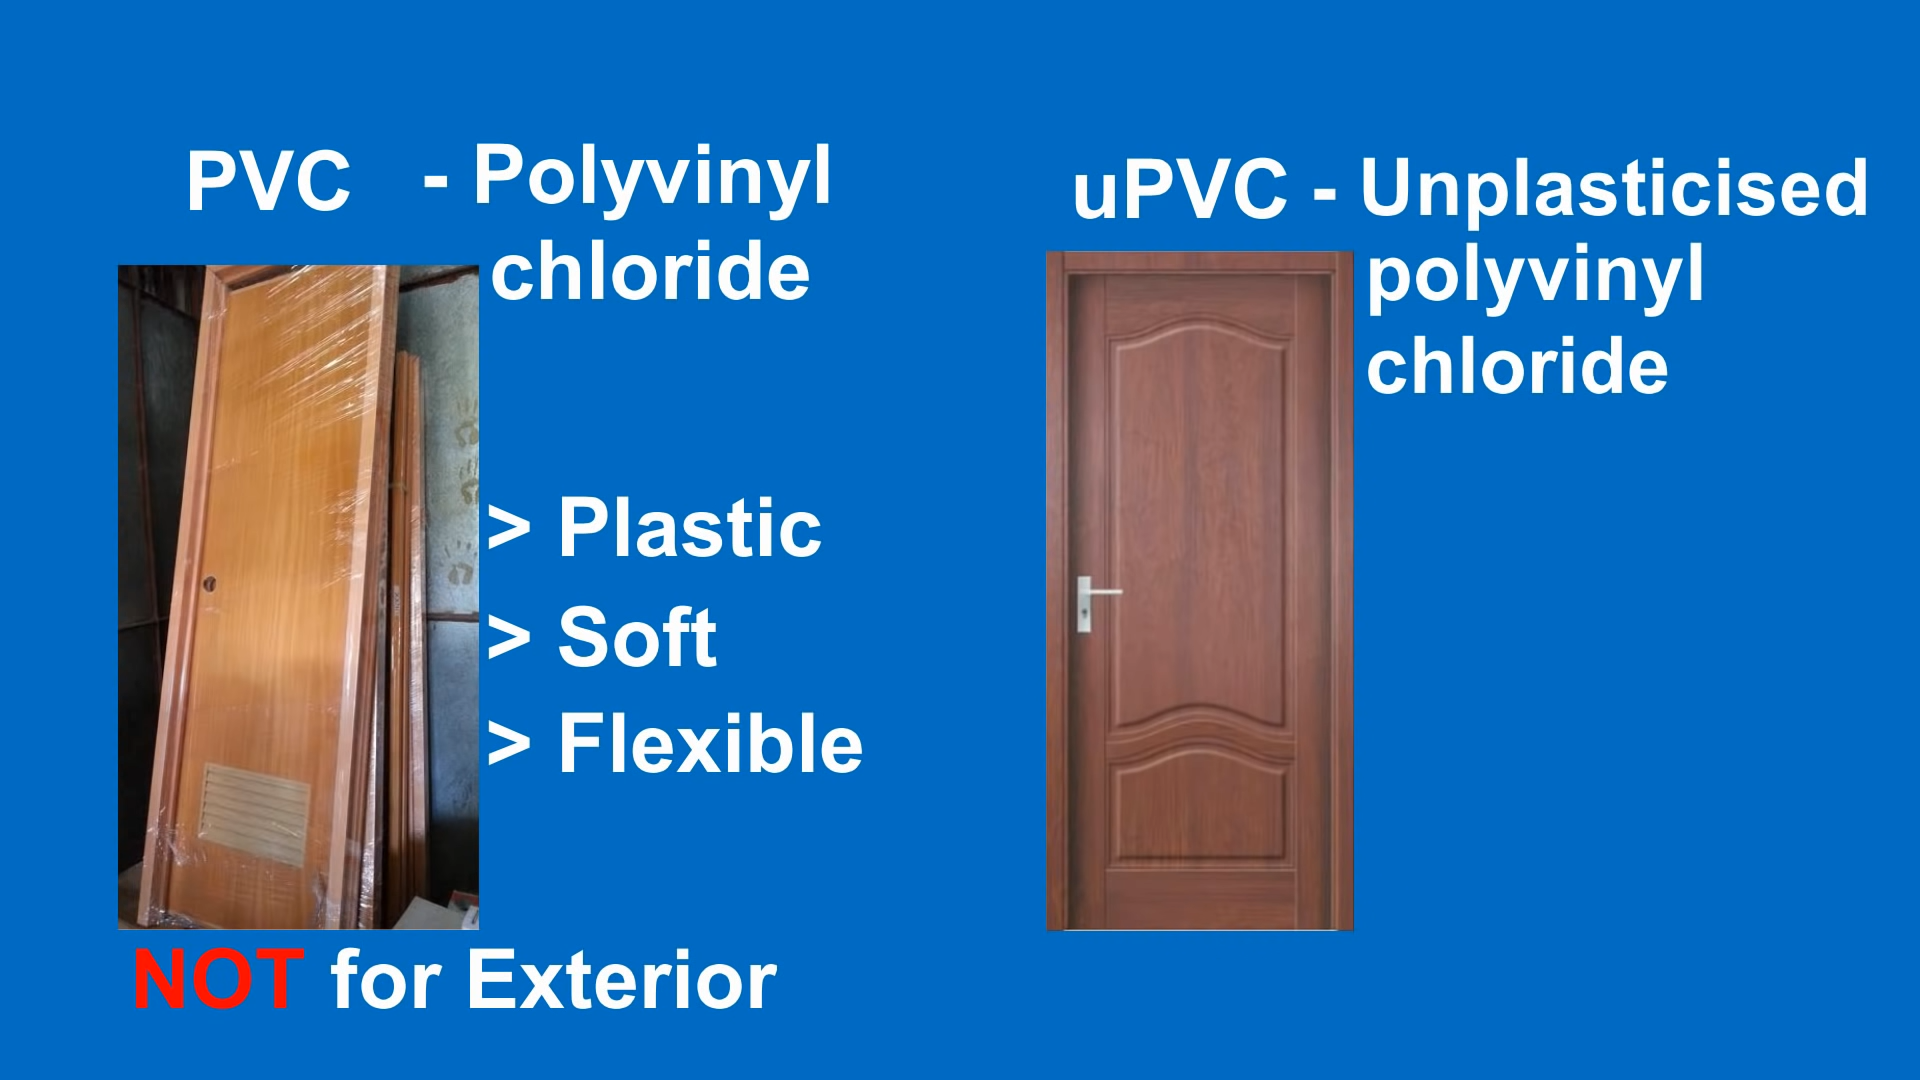 PVC - Polyvinyl
chloride
> Plastic
> Soft
> Flexible
NOT for Exterior
uPVC - Unplasticised
polyvinyl
chloride